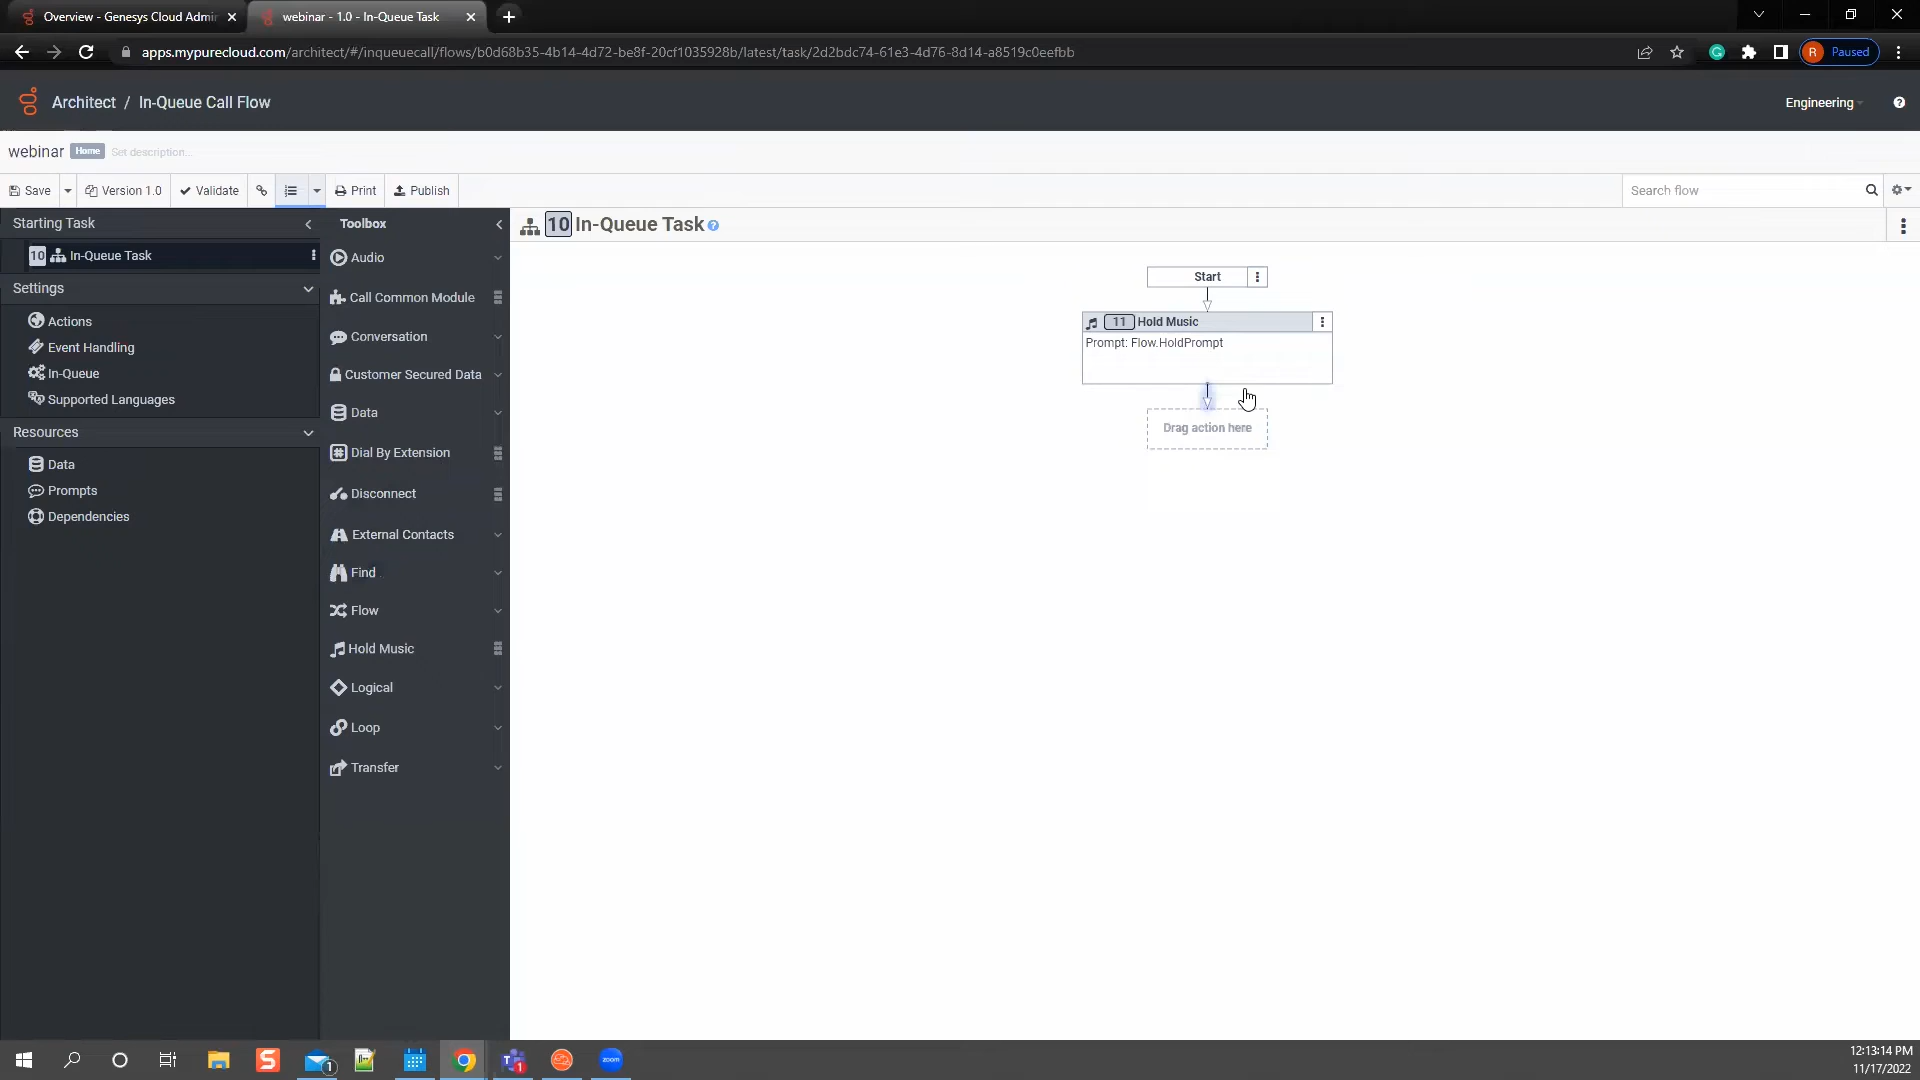 Overview - Genesys Cloud Admin
webinar - 1.0 - In-Queue Task
apps.mypurecloud.com/architect/#/inqueuecall/flows/b0d68b35-4b14-4d72-be8f-20cf1035928b/latest/task/2d2bdc74-61e3-4d76-8d14-a8519c0eefbb
R Paused
Architect / In-Queue Call Flow
Engineering
webinar Home Set description...
Save Version 1.0 Validate Print Publish
Search flow
Starting Task
10 In-Queue Task
Settings
Actions
Event Handling
In-Queue
Supported Languages
Resources
Data
Prompts
Dependencies
Toolbox
Audio
Call Common Module
Conversation
Customer Secured Data
Data
Dial By Extension
Disconnect
External Contacts
Find
Flow
Hold Music
Logical
Loop
Transfer
10 In-Queue Task
Start
11 Hold Music
Prompt: Flow.HoldPrompt
Drag action here
S
1
T
1
zoom
12:13:14 PM
11/17/2022